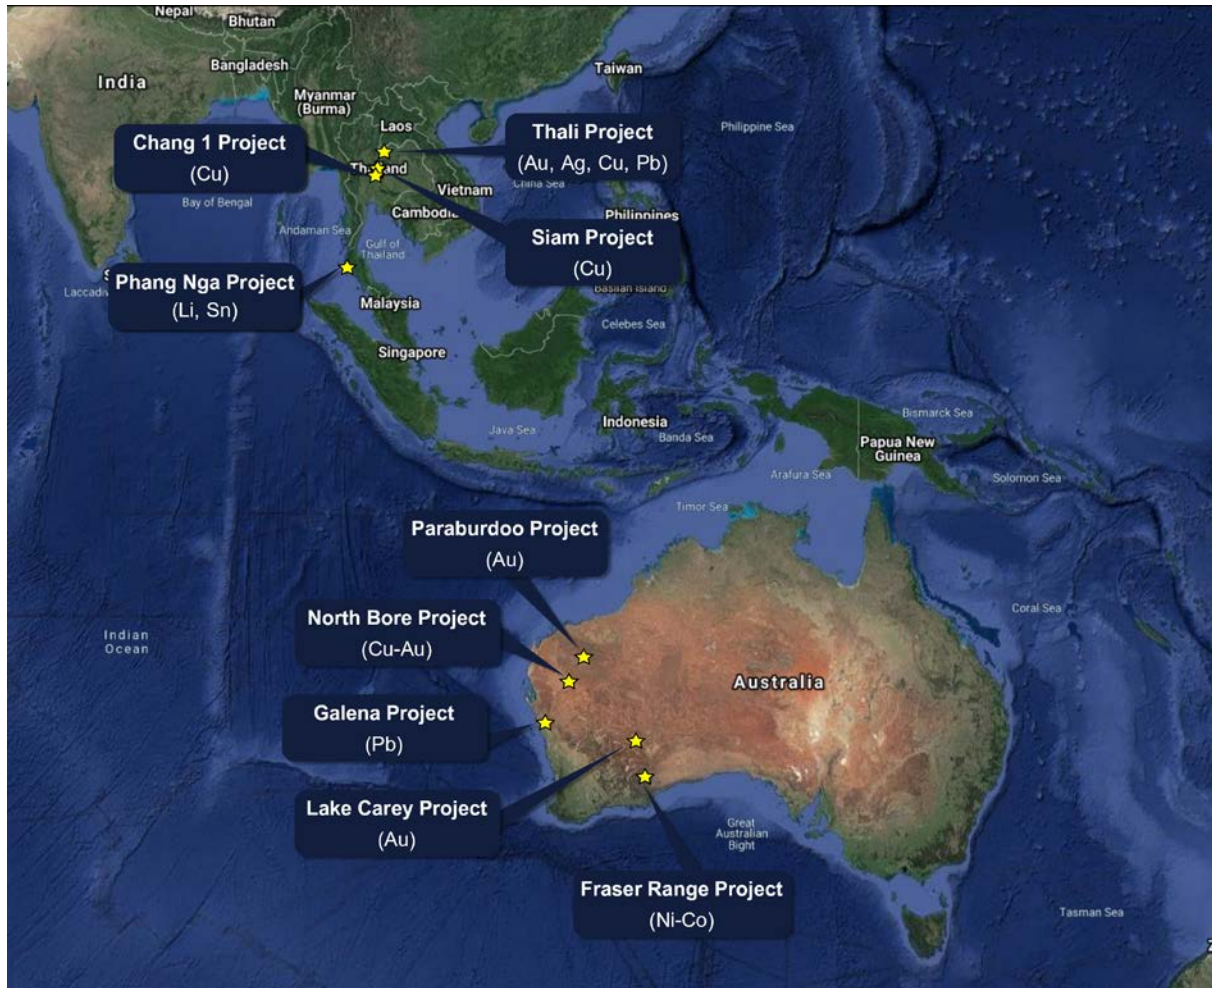 Nepal
Bhutan
Bangladesh
India
Myanmar
(Burma)
Taiwan
Laos
Philippine Sea
Chang 1 Project
(Cu)
Thali Project
(Au, Ag, Cu, Pb)
Bay of Bengal
Vietnam
China Sea
Cambodia
Philippines
Andaman Sea
Gulf of
Thailand
Siam Project
(Cu)
Phang Nga Project
(Li, Sn)
Malaysia
Basilan Island
Celebes Sea
Singapore
Indonesia
Java Sea
Banda Sea
Bismarck Sea
Papua New
Guinea
Arafura Sea
Solomon Sea
Timor Sea
Paraburdoo Project
(Au)
North Bore Project
(Cu-Au)
Coral Sea
Indian
Ocean
Australia
Galena Project
(Pb)
Lake Carey Project
(Au)
Great
Australian
Bight
Fraser Range Project
(Ni-Co)
Tasman Sea